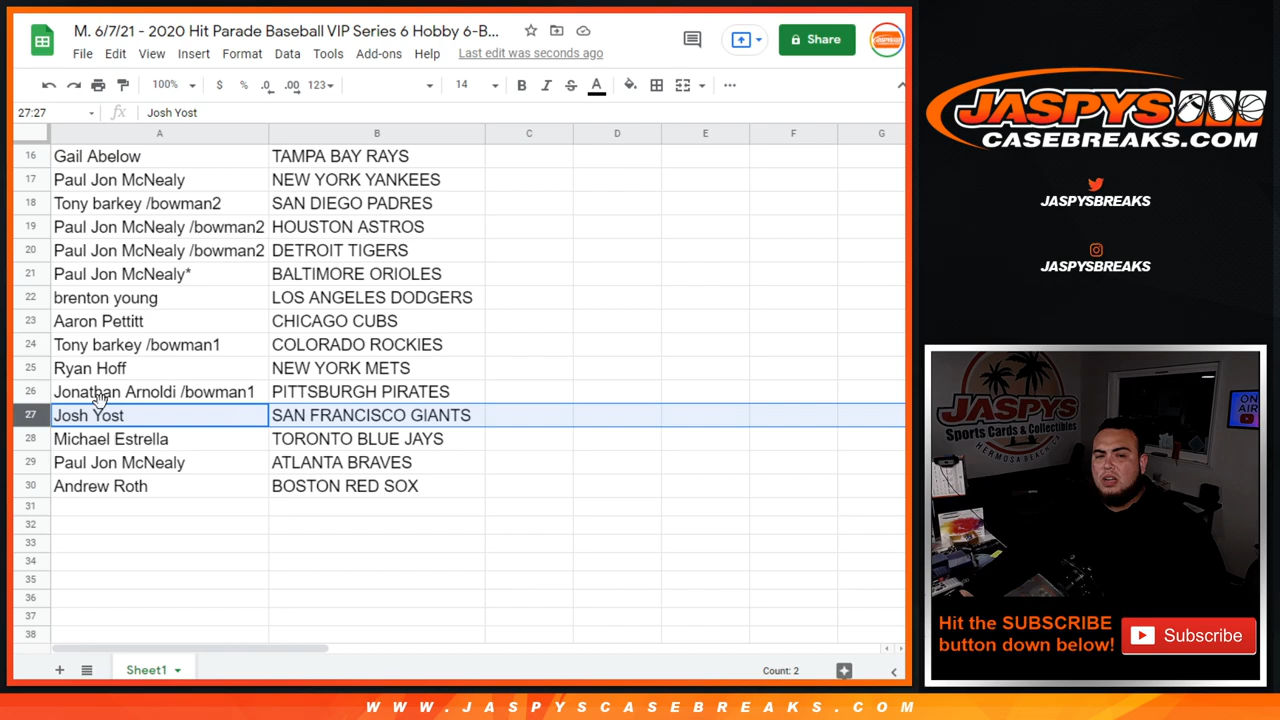 M. 6/7/21 - 2020 Hit Parade Baseball VIP Series 6 Hobby 6-B...
File Edit View Insert Format Data Tools Add-ons Help Last edit was seconds ago
Share
100% $ % .0 .00 123 14 B I S A
27:27 fx Josh Yost
A B C D E F G
16 Gail Abelow TAMPA BAY RAYS
17 Paul Jon McNealy NEW YORK YANKEES
18 Tony barkey /bowman2 SAN DIEGO PADRES
19 Paul Jon McNealy /bowman2 HOUSTON ASTROS
20 Paul Jon McNealy /bowman2 DETROIT TIGERS
21 Paul Jon McNealy* BALTIMORE ORIOLES
22 brenton young LOS ANGELES DODGERS
23 Aaron Pettitt CHICAGO CUBS
24 Tony barkey /bowman1 COLORADO ROCKIES
25 Ryan Hoff NEW YORK METS
26 Jonathan Arnoldi /bowman1 PITTSBURGH PIRATES
27 Josh Yost SAN FRANCISCO GIANTS
28 Michael Estrella TORONTO BLUE JAYS
29 Paul Jon McNealy ATLANTA BRAVES
30 Andrew Roth BOSTON RED SOX
31
32
33
34
35
36
37
38
Sheet1
Count: 2
JASPYS
CASEBREAKS.COM
JASPYSBREAKS
JASPYSBREAKS
JASPYS
Sports Cards & Collectibles
HERMOSA BEACH, CA
ON
AIR
Hit the SUBSCRIBE
button down below!
Subscribe
WWW.JASPYSCASEBREAKS.COM